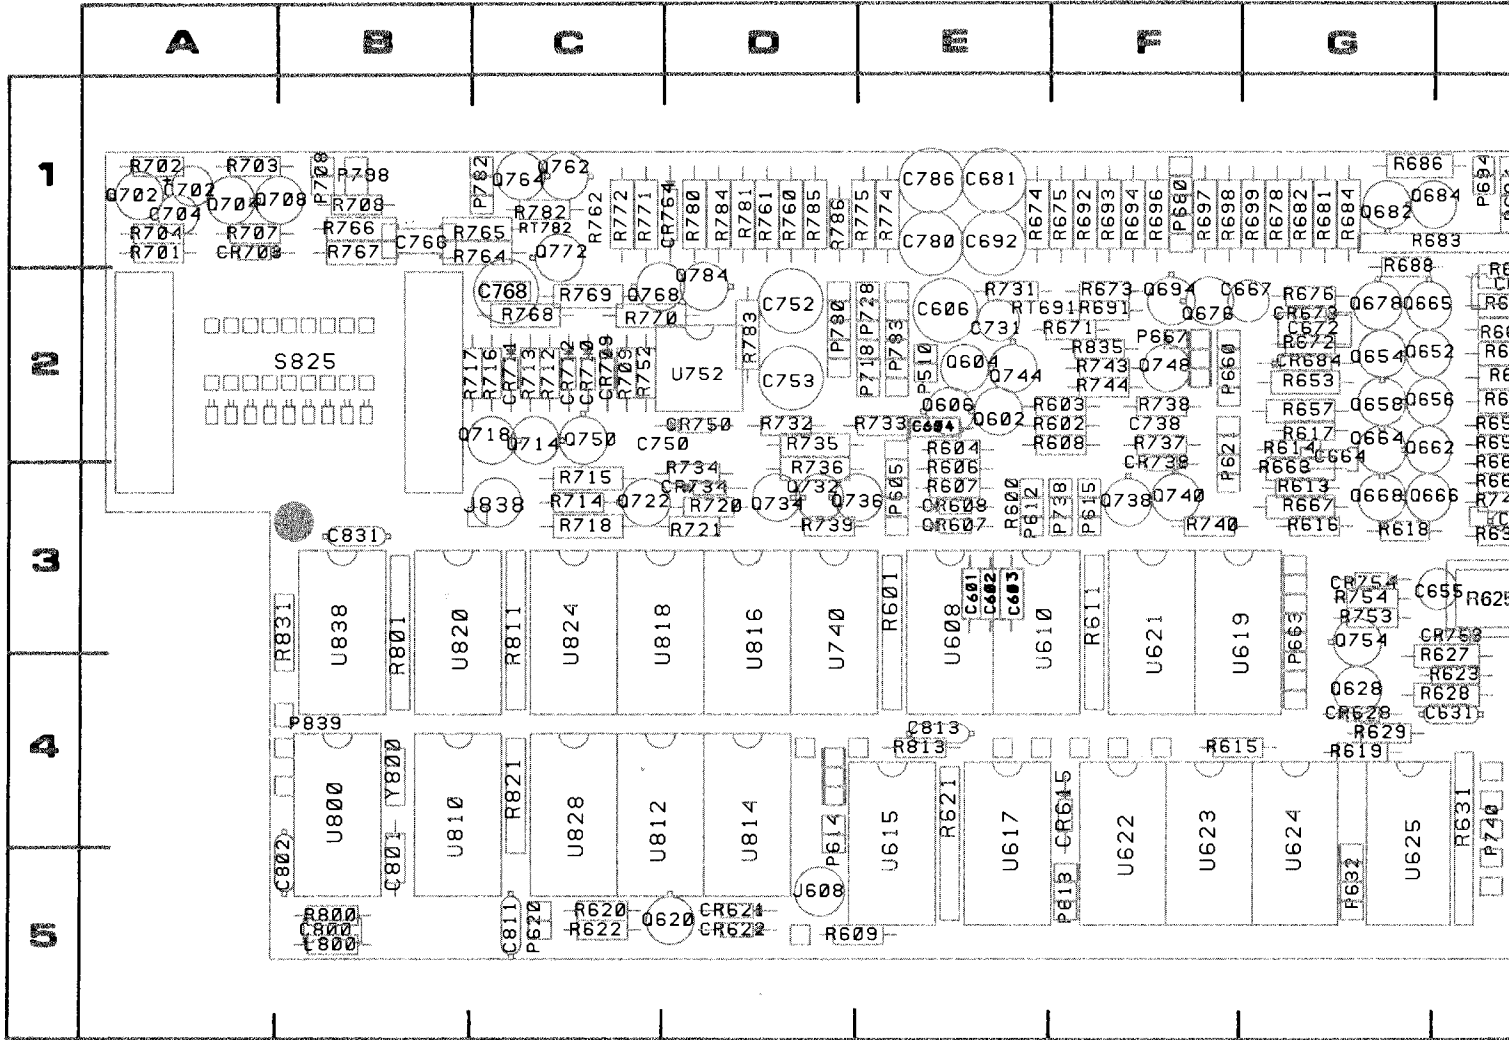 A B C D E F G
1
R702 R703 P708 P798 P782 Q764 Q762 C786 C681 R686 P694
Q702 C702 Q704 Q708 R708 R782 R762 R772 R771 CR764 R780 R784 R781 R761 R760 R785 R786 R775 R774 R674 R675 R692 R693 R694 R696 P680 R697 R698 R699 R678 R682 R681 R684 Q682 Q684
C704
R704 R707 R766 C766 R765 RT782 C780 C692 R683
R701 CR708 R767 R764 Q772
2
C768 R769 Q768 Q784 C752 P780 P728 C606 R731 R673 Q694 C667 R676 R688 Q678 Q665
R768 R770 R783 P783 C731 RT691 R691 Q676 CR673
R671 P667 C672
S825 R717 R716 CR711 R713 R712 CR712 CR710 CR709 R709 R752 U752 C753 P718 P510 Q604 Q744 R835 R743 R744 Q748 P660 R672 CR684 R653 Q654 Q652
Q606 Q602 R603 R738 R657 Q658 Q656
Q718 Q714 Q750 C750 CR750 R732 R733 C604 R602 C738 R617
R735 R604 R608 R737 P621 R614 C664 Q664 Q662
3
R715 R734 R736 P605 R606 CR738 R663
J838 R714 Q722 CR734 R720 Q734 Q732 Q736 R607 CR608 R600 P612 P738 P615 Q738 Q740 R613 R667 Q668 Q666
C831 R718 R721 R739 CR607 R740 R616 R618
R831 U838 R801 U820 R811 U824 U818 U816 U740 R601 U608 C601 C602 C603 U610 R611 U621 U619 P663
CR754 C655
R754
R753
Q754 CR753
R627
R623
Q628 R628
4
P839 CR628 C631
C813 R629
R813 R615 R619
U800 Y800 U810 R821 U828 U812 U814 P614 U615 R621 U617 CR615 U622 U623 U624 U625 R631 P740
5
C802 C801 J608 P813 R632
R800 C811 P620 R620 Q620 CR621
C800 R622 CR622 R609
C800